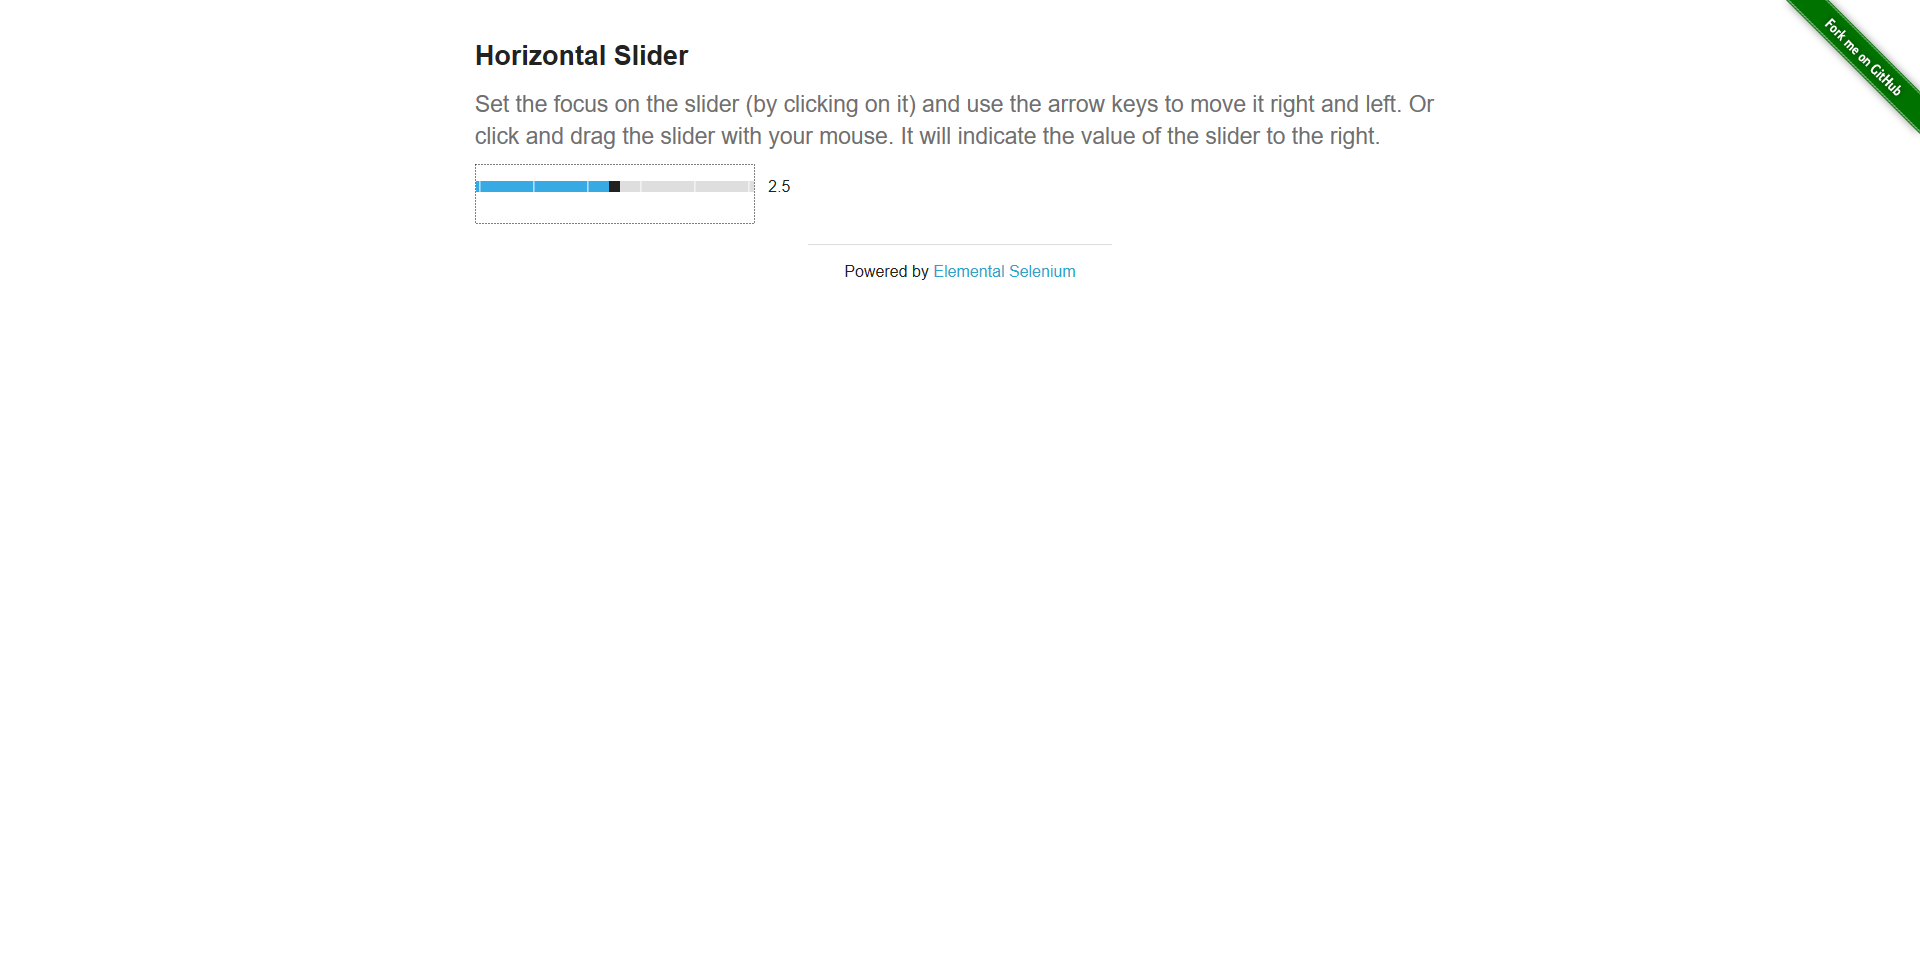 Fork me on GitHub
Horizontal Slider
Set the focus on the slider (by clicking on it) and use the arrow keys to move it right and left. Or
click and drag the slider with your mouse. It will indicate the value of the slider to the right.
2.5
Powered by Elemental Selenium